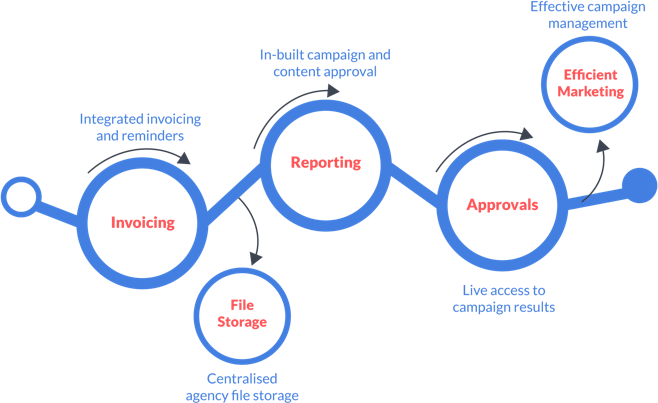 Effective campaign
management
Efficient
Marketing
In-built campaign and
content approval
Reporting
Integrated invoicing
and reminders
Invoicing
Approvals
Live access to
campaign results
File
Storage
Centralised
agency file storage